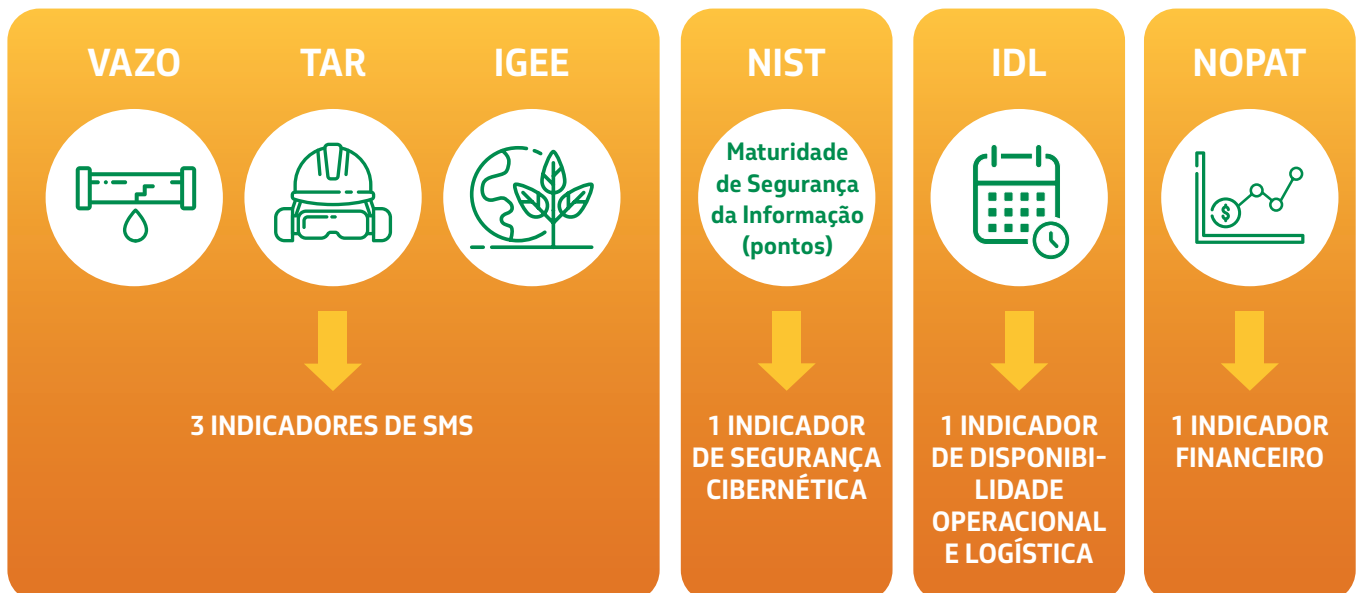 VAZO
TAR
IGEE
3 INDICADORES DE SMS
NIST
Maturidade
de Segurança
da Informação
(pontos)
1 INDICADOR
DE SEGURANÇA
CIBERNÉTICA
IDL
1 INDICADOR
DE DISPONIBI-
LIDADE
OPERACIONAL
E LOGÍSTICA
NOPAT
$
1 INDICADOR
FINANCEIRO